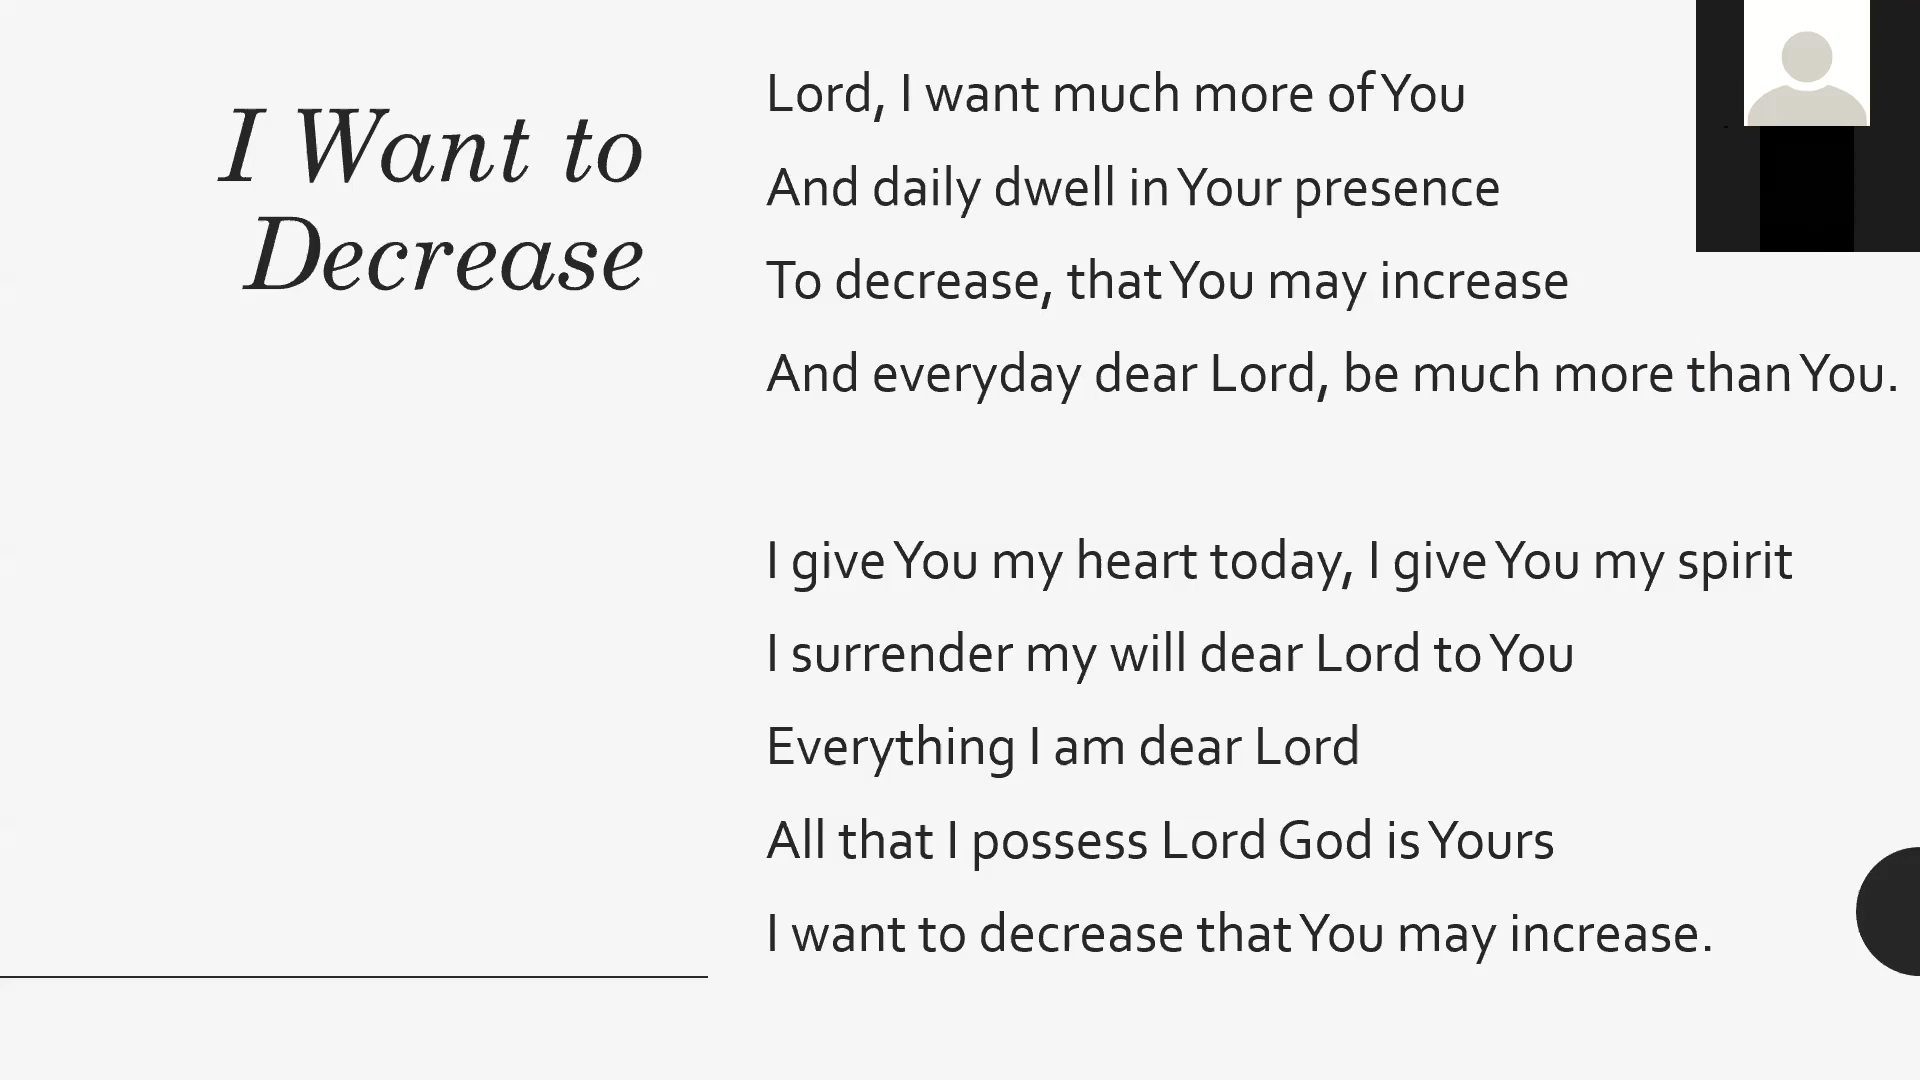 I Want to
Decrease
Lord, I want much more of You
And daily dwell in Your presence
To decrease, that You may increase
And everyday dear Lord, be much more than You.
I give You my heart today, I give You my spirit
I surrender my will dear Lord to You
Everything I am dear Lord
All that I possess Lord God is Yours
I want to decrease that You may increase.